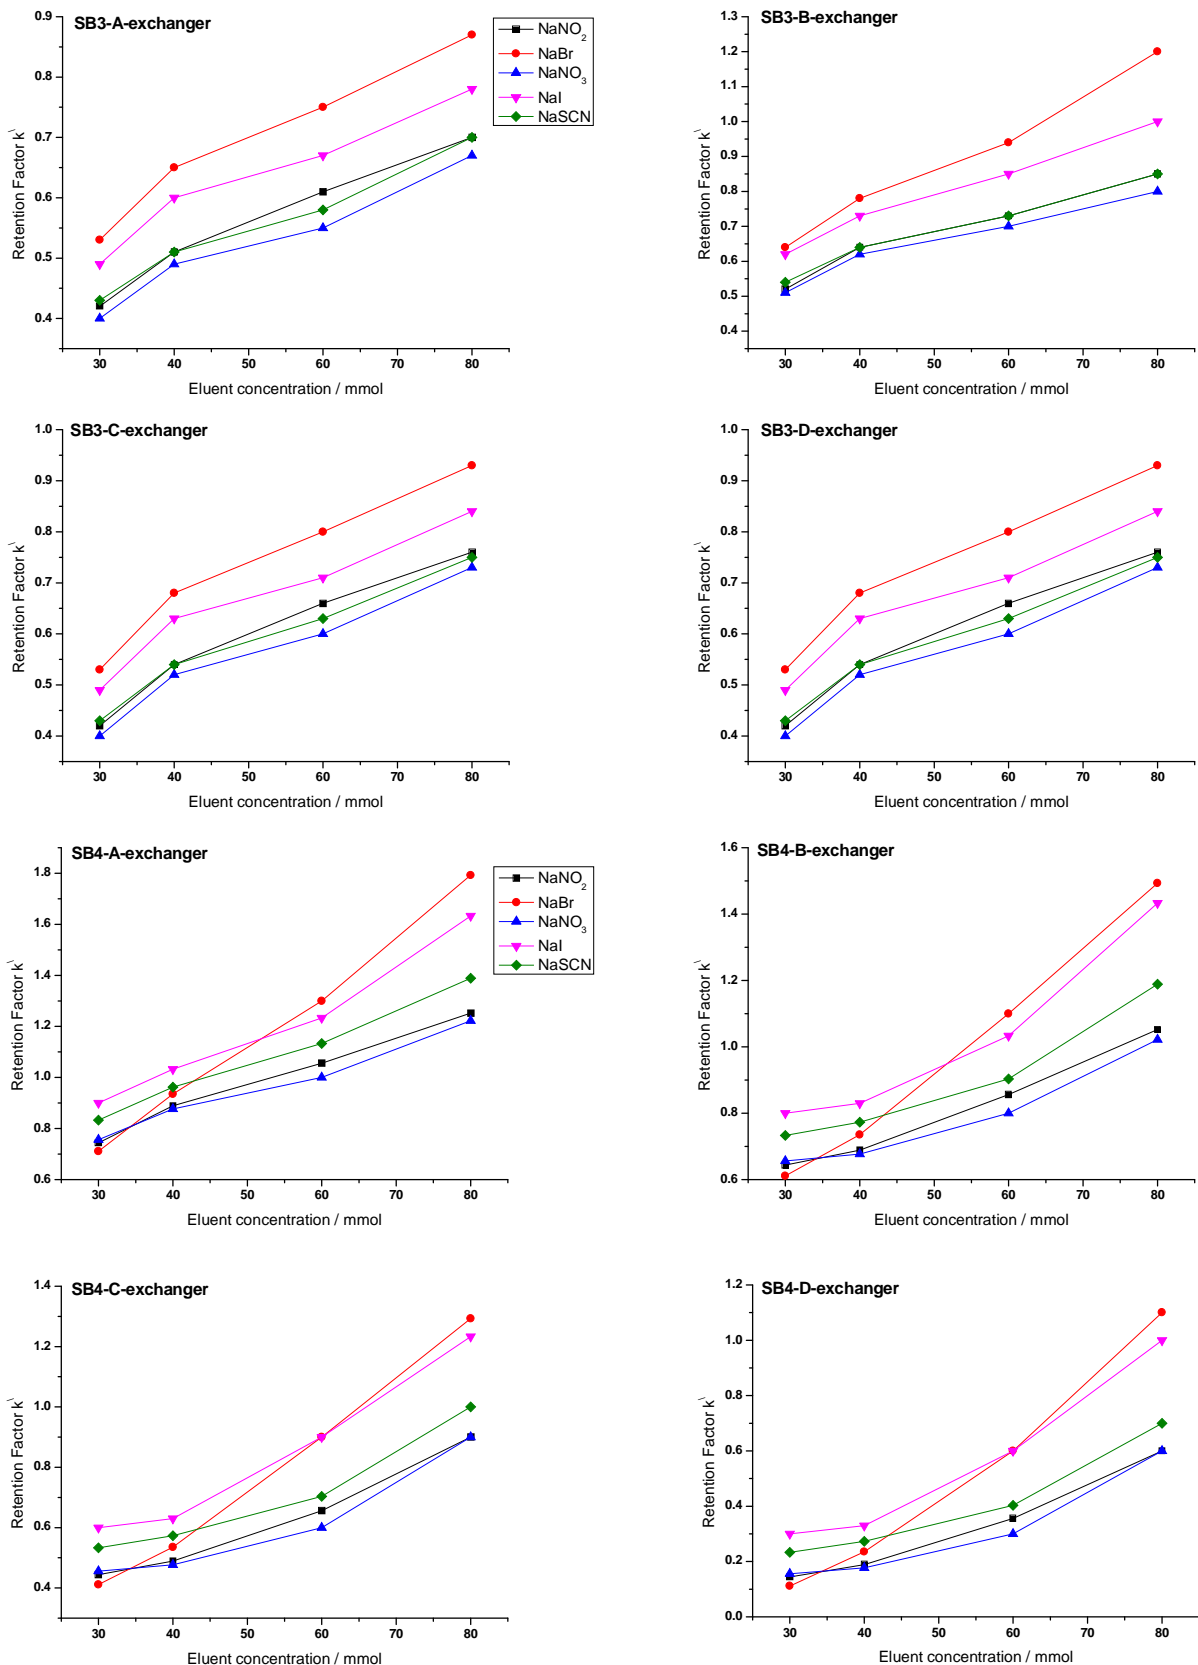 SB3-A-exchanger
0.9
0.8
0.7
0.6
0.5
0.4
Retention Factor k\
30 40 50 60 70 80
Eluent concentration / mmol
NaNO2
NaBr
NaNO3
NaI
NaSCN
SB3-B-exchanger
1.3
1.2
1.1
1.0
0.9
0.8
0.7
0.6
0.5
0.4
Retention Factor k\
30 40 50 60 70 80
Eluent concentration / mmol
SB3-C-exchanger
1.0
0.9
0.8
0.7
0.6
0.5
0.4
Retention Factor k\
30 40 50 60 70 80
Eluent concentration / mmol
SB3-D-exchanger
1.0
0.9
0.8
0.7
0.6
0.5
0.4
Retention Factor k\
30 40 50 60 70 80
Eluent concentration / mmol
SB4-A-exchanger
1.8
1.6
1.4
1.2
1.0
0.8
0.6
Retention Factor k\
30 40 50 60 70 80
Eluent concentration / mmol
NaNO2
NaBr
NaNO3
NaI
NaSCN
SB4-B-exchanger
1.6
1.4
1.2
1.0
0.8
0.6
Retention Factor k\
30 40 50 60 70 80
Eluent concentration / mmol
SB4-C-exchanger
1.4
1.2
1.0
0.8
0.6
0.4
Retention Factor k\
30 40 50 60 70 80
Eluent concentration / mmol
SB4-D-exchanger
1.2
1.0
0.8
0.6
0.4
0.2
0.0
Retention Factor k\
30 40 50 60 70 80
Eluent concentration / mmol